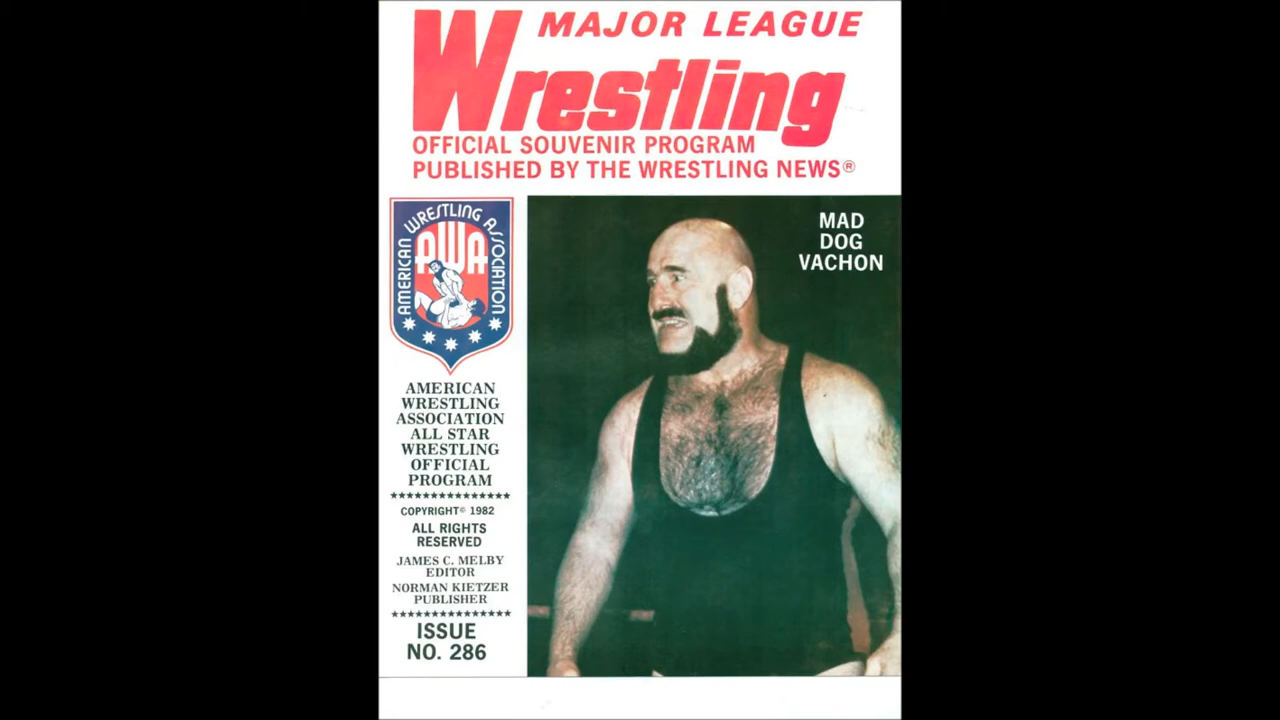 MAJOR LEAGUE
Wrestling
OFFICIAL SOUVENIR PROGRAM
PUBLISHED BY THE WRESTLING NEWS®
AMERICAN WRESTLING ASSOCIATION
AWA
MAD
DOG
VACHON
AMERICAN
WRESTLING
ASSOCIATION
ALL STAR
WRESTLING
OFFICIAL
PROGRAM
COPYRIGHT© 1982
ALL RIGHTS
RESERVED
JAMES C. MELBY
EDITOR
NORMAN KIETZER
PUBLISHER
ISSUE
NO. 286